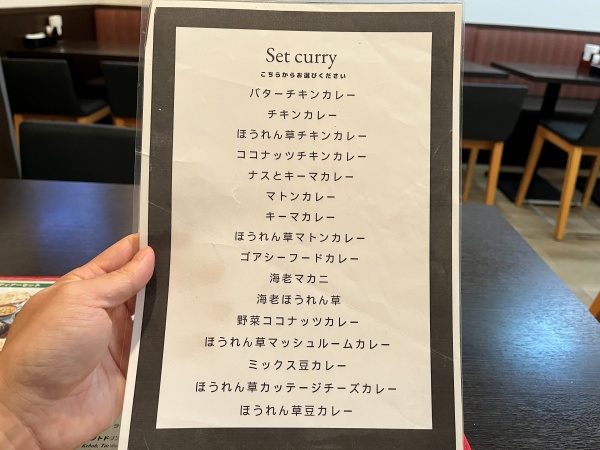 Set curry
こちらからお選びください
バターチキンカレー
チキンカレー
ほうれん草チキンカレー
ココナッツチキンカレー
ナスとキーマカレー
マトンカレー
キーマカレー
ほうれん草マトンカレー
ゴアシーフードカレー
海老マカニ
海老ほうれん草
野菜ココナッツカレー
ほうれん草マッシュルームカレー
ミックス豆カレー
ほうれん草カッテージチーズカレー
ほうれん草豆カレー